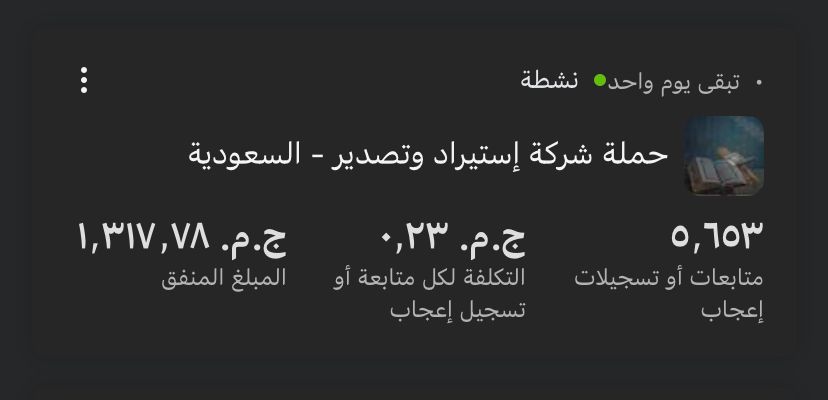 نشطة • تبقى يوم واحد
حملة شركة إستيراد وتصدير - السعودية
٥,٦٥٣
متابعات أو تسجيلات
إعجاب
ج.م. ٠,٢٣
التكلفة لكل متابعة أو
تسجيل إعجاب
ج.م. ١,٣١٧,٧٨
المبلغ المنفق